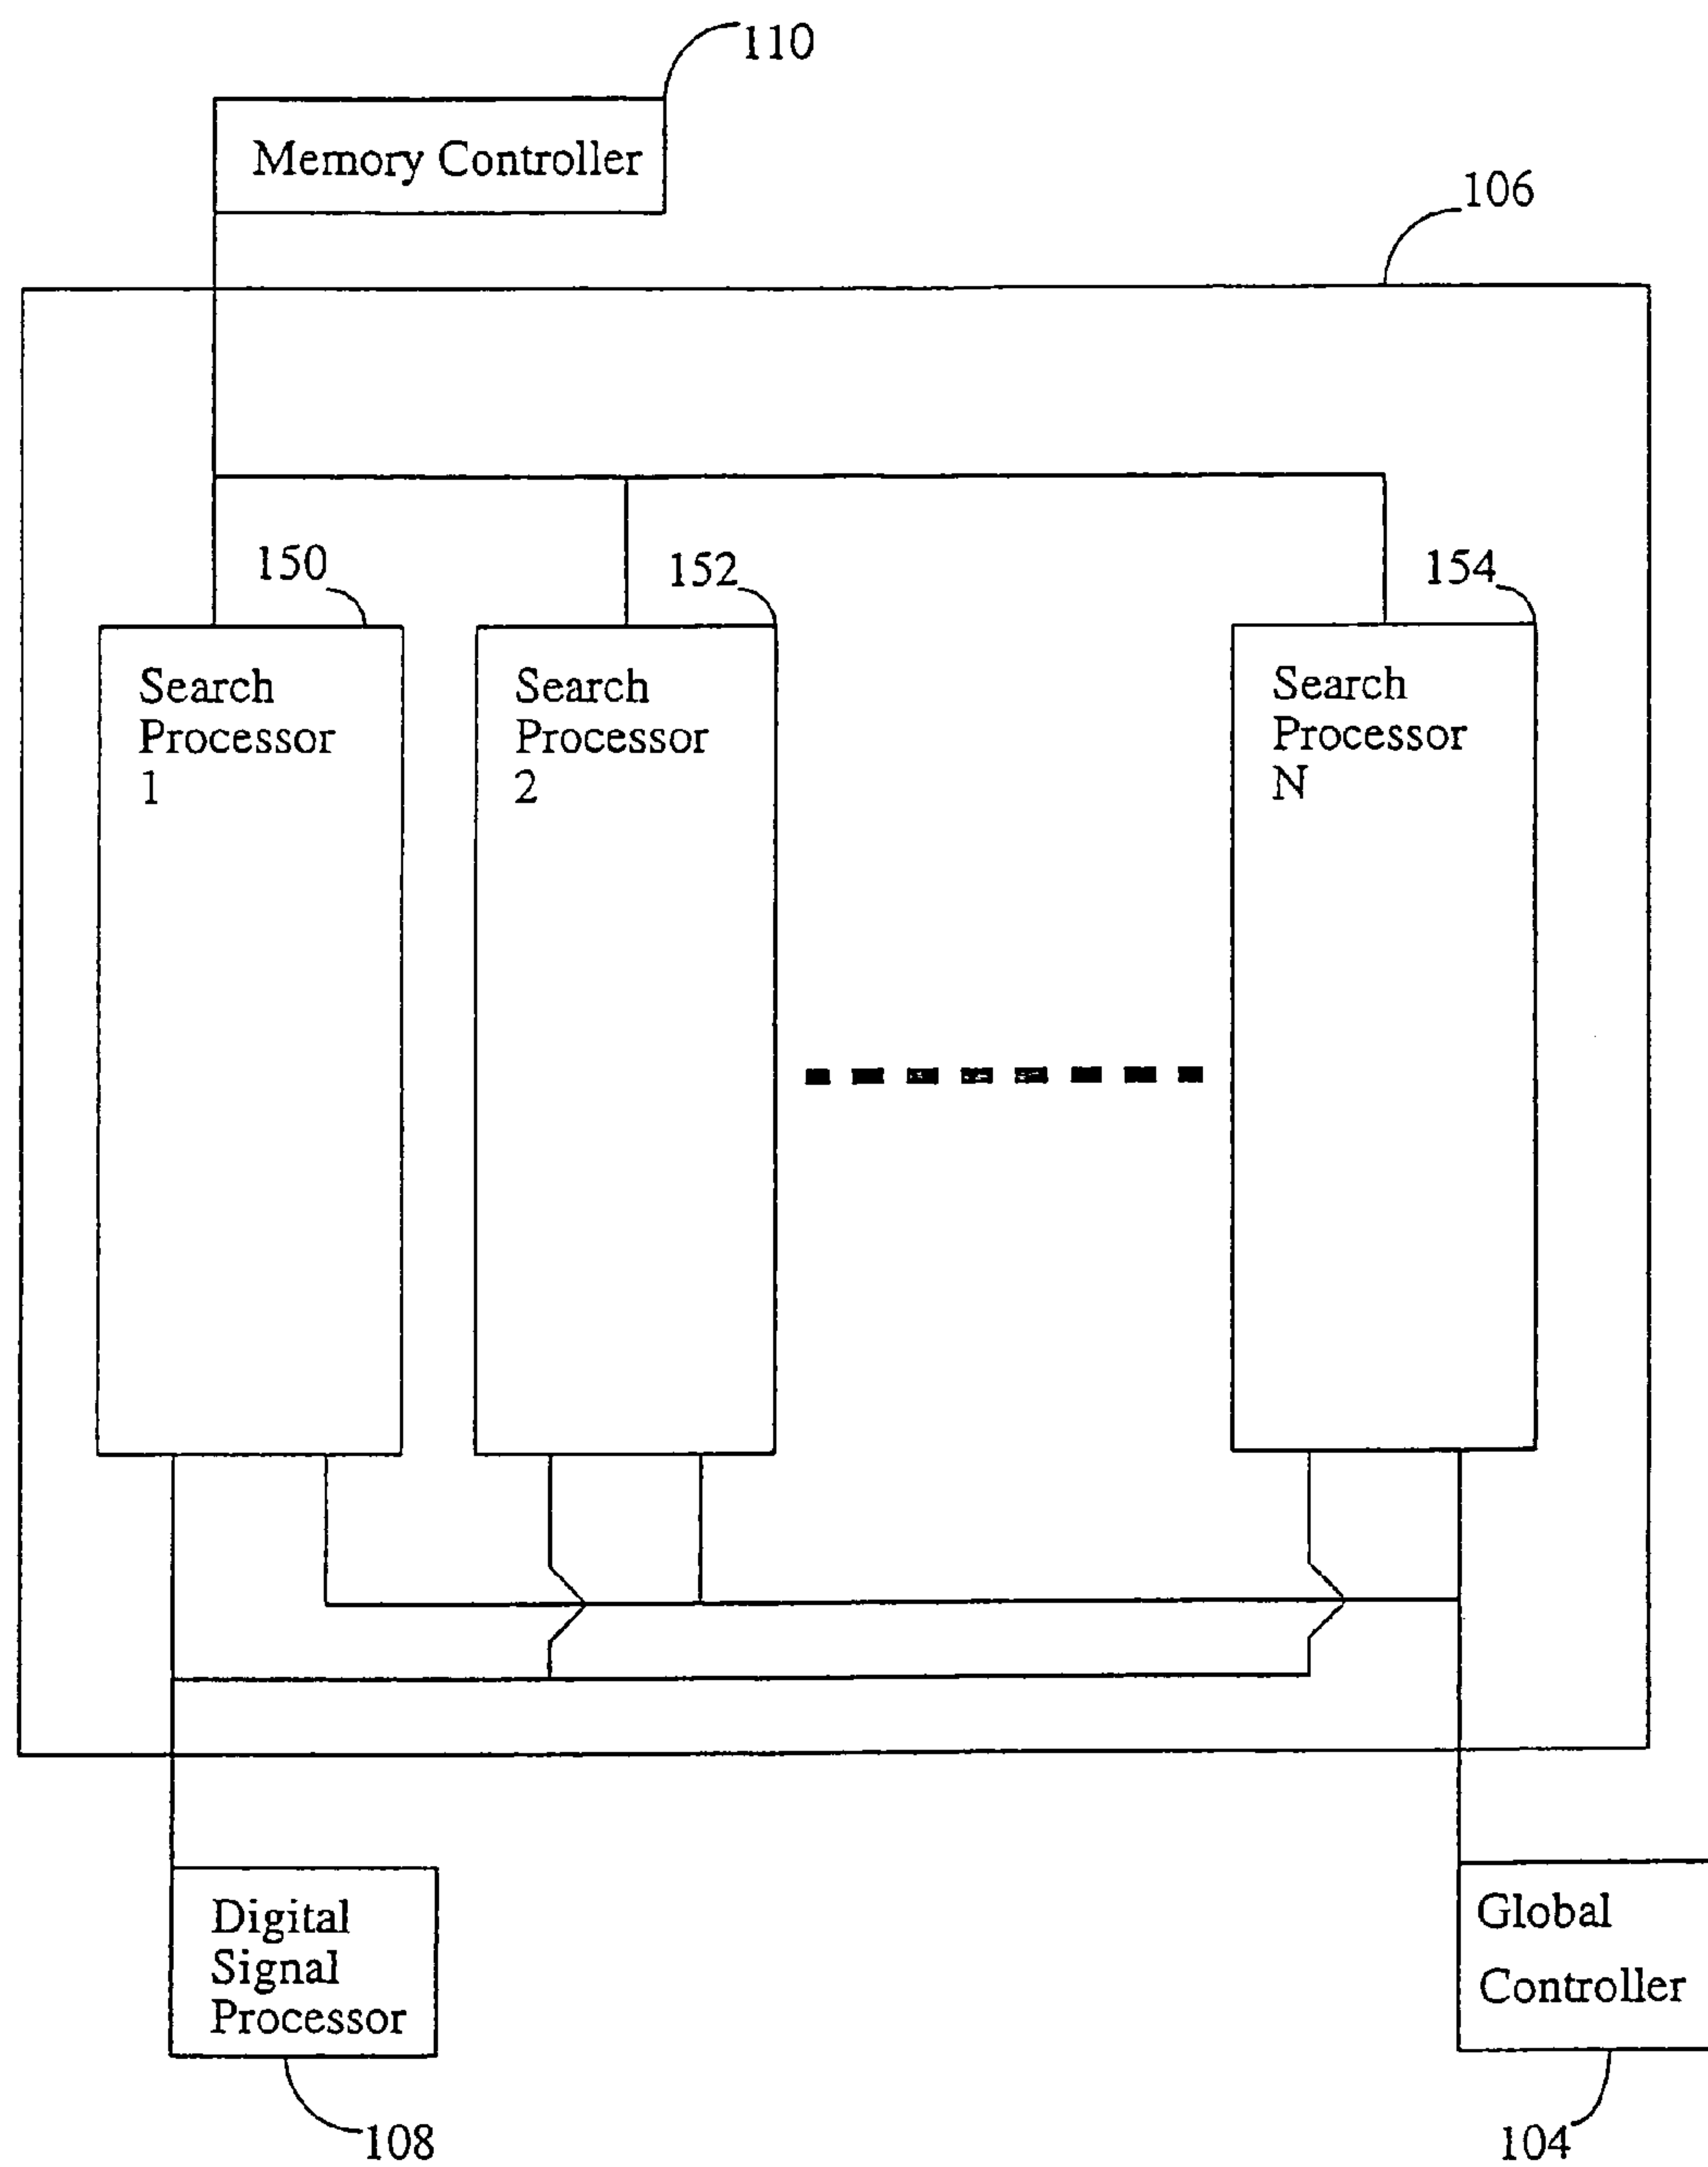 110
Memory Controller
106
150
152
154
Search
Processor
1
Search
Processor
2
Search
Processor
N
Digital
Signal
Processor
Global
Controller
108
104